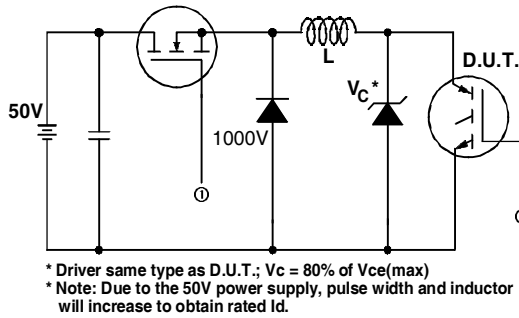 L
D.U.T.
VC *
50V
1000V
①
* Driver same type as D.U.T.; Vc = 80% of Vce(max)
* Note: Due to the 50V power supply, pulse width and inductor
will increase to obtain rated Id.